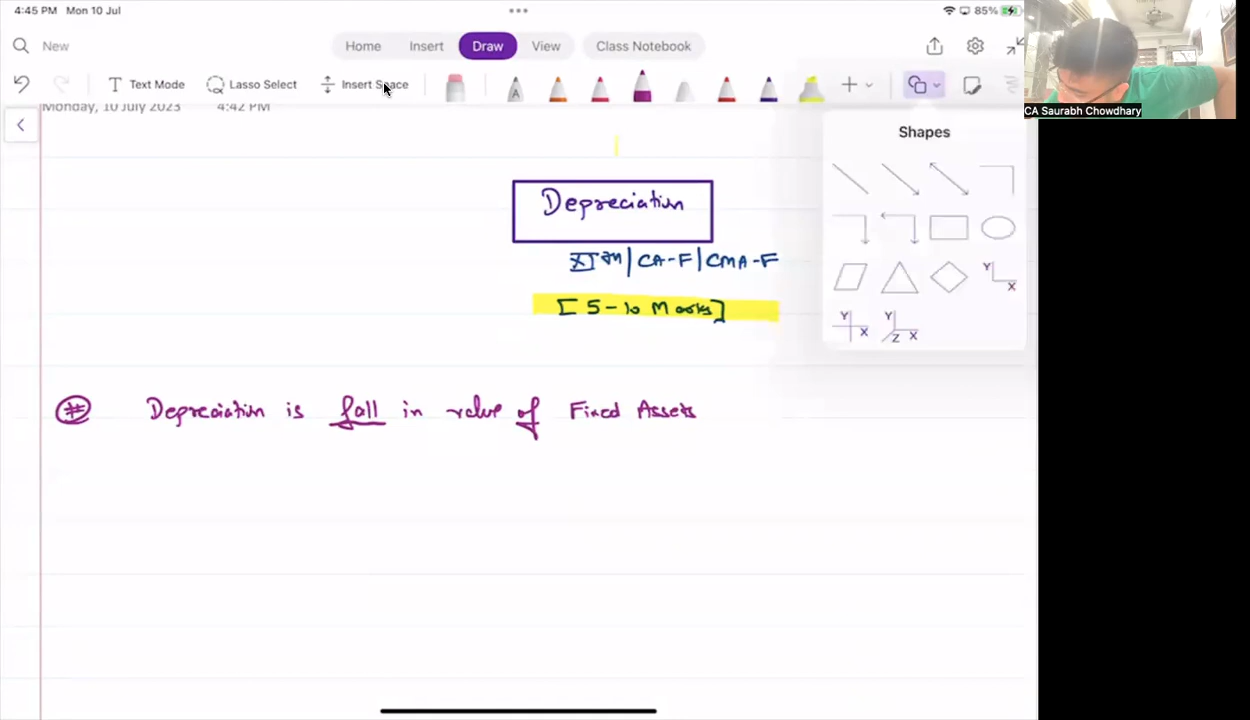 4:45 PM Mon 10 Jul
85%
New
Home Insert Draw View Class Notebook
Text Mode Lasso Select Insert Space
CA Saurabh Chowdhary
Monday, 10 July 2023 4:42 PM
Shapes
Y X
Y X Y Z X
Depreciation
XI th | CA-F | CMA-F
[5-10 Marks]
# Depreciation is fall in value of Fixed Assets